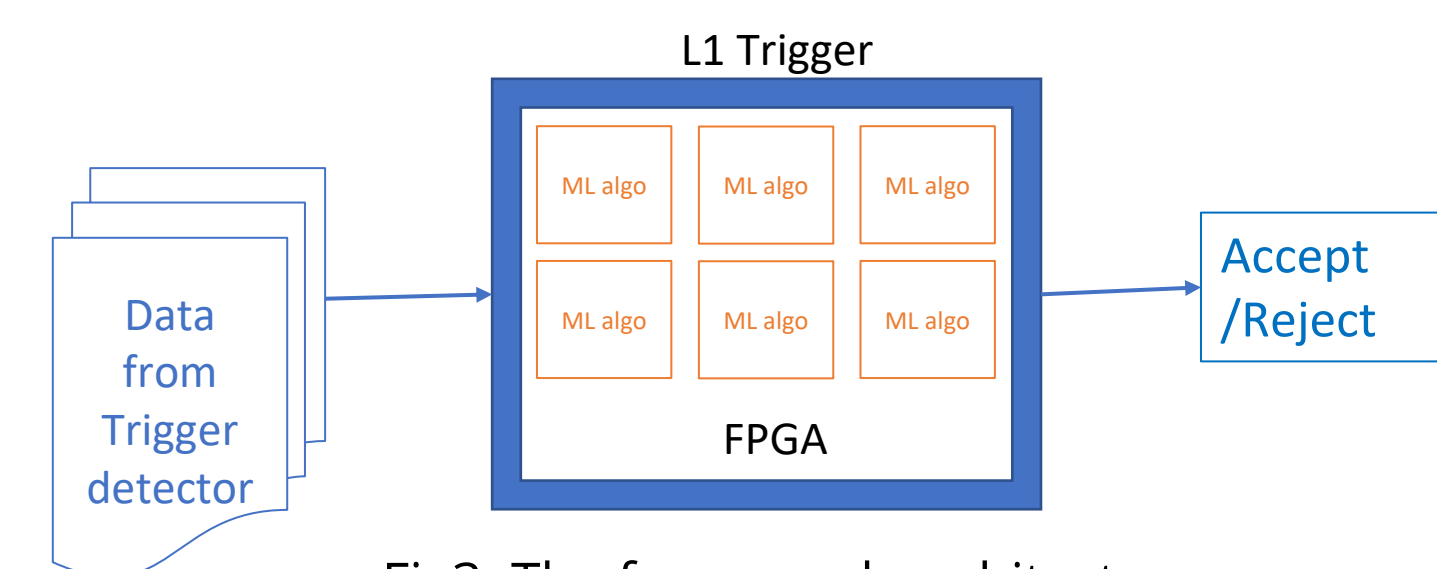 L1 Trigger
ML algo ML algo ML algo
ML algo ML algo ML algo
FPGA
Data
from
Trigger
detector
Accept
/Reject